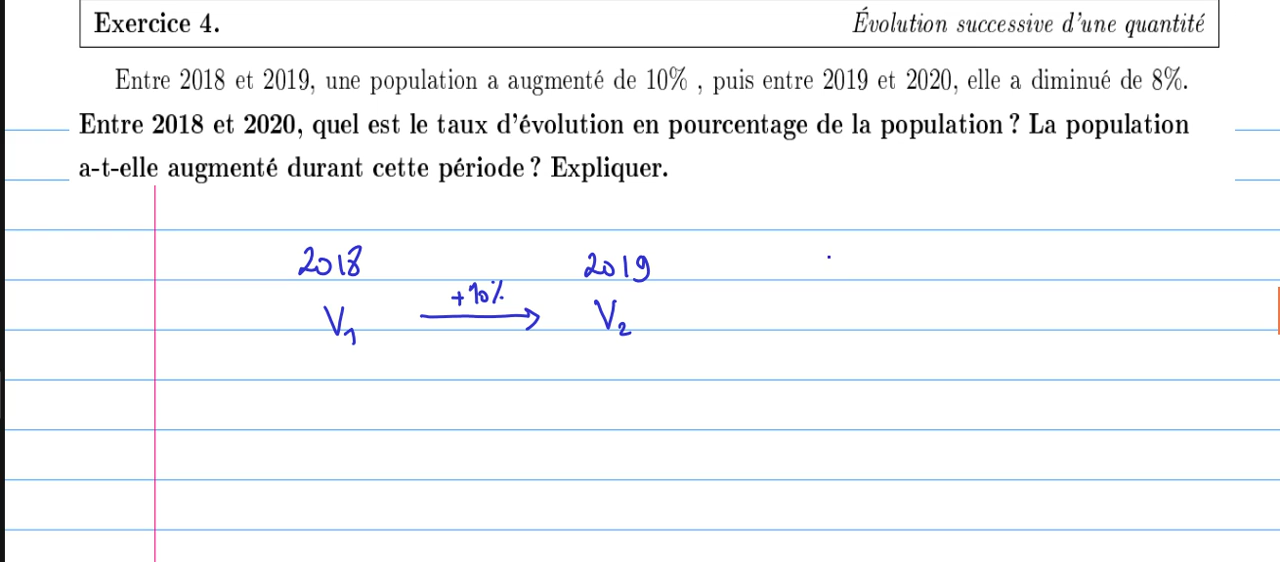 Exercice 4. Évolution successive d'une quantité
Entre 2018 et 2019, une population a augmenté de 10% , puis entre 2019 et 2020, elle a diminué de 8%.
Entre 2018 et 2020, quel est le taux d'évolution en pourcentage de la population ? La population
a-t-elle augmenté durant cette période ? Expliquer.
2018 2019
+10%
V₁ V₂